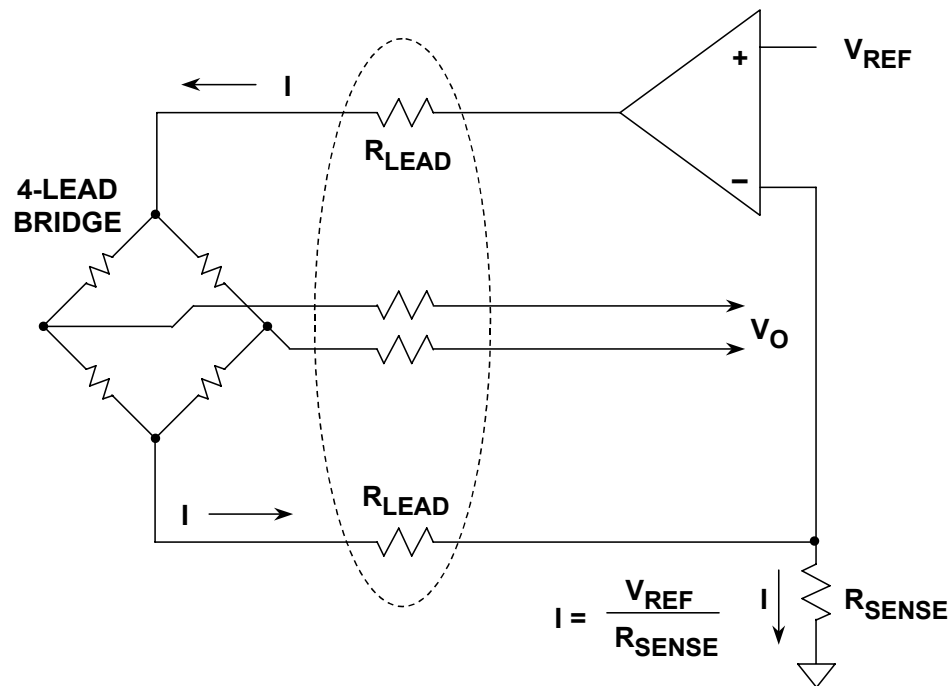 +
V_REF
I
R_LEAD
−
4-LEAD
BRIDGE
V_O
R_LEAD
I
I = V_REF / R_SENSE
I
R_SENSE